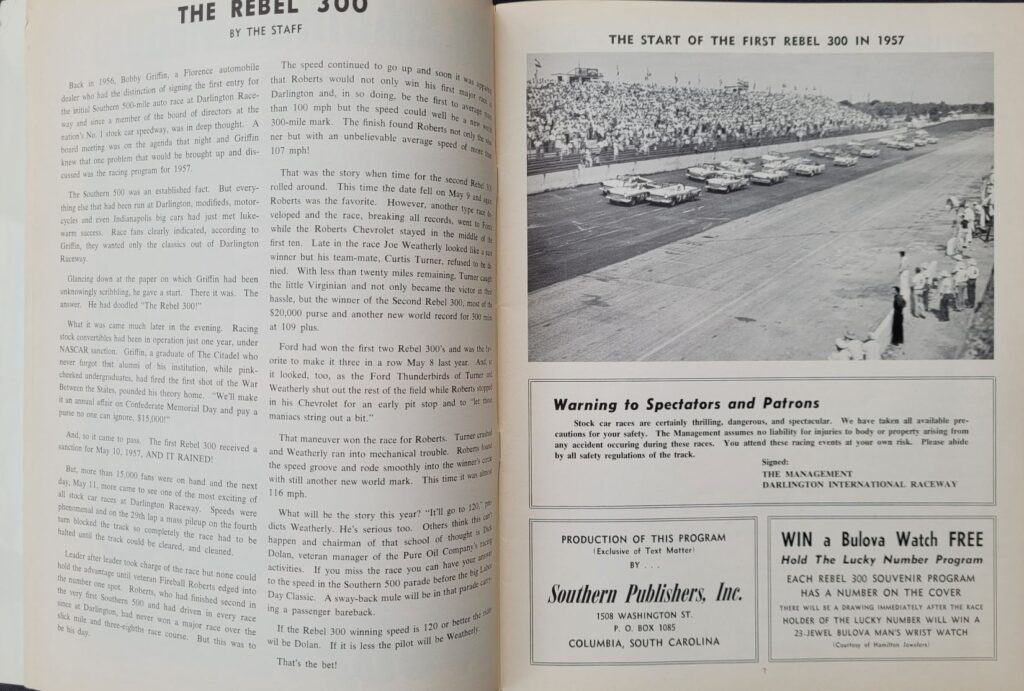 THE REBEL 300
BY THE STAFF
Back in 1956, Bobby Griffin, a Florence automobile
dealer who had the distinction of signing the first entry for
the initial Southern 500-mile auto race at Darlington Race-
way and since a member of the board of directors at the
nation's No. 1 stock car speedway, was in deep thought. A
board meeting was on the agenda that night and Griffin
knew that one problem that would be brought up and dis-
cussed was the racing program for 1957.
The Southern 500 was an established fact. But every-
thing else that had been run at Darlington, modifieds, motor-
cycles and even Indianapolis big cars had just met luke-
warm success. Race fans clearly indicated, according to
Griffin, they wanted only the classics out of Darlington
Raceway.
Glancing down at the paper on which Griffin had been
unknowingly scribbling, he gave a start. There it was. The
answer. He had doodled "The Rebel 300!"
What it was came much later in the evening. Racing
stock convertibles had been in operation just one year, under
NASCAR sanction. Griffin, a graduate of The Citadel who
never forgot that alumni of his institution, while pink-
cheeked undergraduates, had fired the first shot of the War
Between the States, pounded his theory home. "We'll make
it an annual affair on Confederate Memorial Day and pay a
purse no one can ignore, $15,000!"
And, so it came to pass. The first Rebel 300 received a
sanction for May 10, 1957, AND IT RAINED!
But, more than 15,000 fans were on hand and the next
day, May 11, more came to see one of the most exciting of
all stock car races at Darlington Raceway. Speeds were
phenomenal and on the 29th lap a mass pileup on the fourth
turn blocked the track so completely the race had to be
halted until the track could be cleared, and cleaned.
Leader after leader took charge of the race but none could
hold the advantage until veteran Fireball Roberts edged into
the number one spot. Roberts, who had finished second in
the very first Southern 500 and had driven in every race
since at Darlington, had never won a major race over the
slick mile and three-eighths race course. But this was to
be his day.
The speed continued to go up and soon it was apparent
that Roberts would not only win his first major race at
Darlington and, in so doing, be the first to average more
than 100 mph but the speed could well be a new world
300-mile mark. The finish found Roberts not only the win-
ner but with an unbelievable average speed of more than
107 mph!
That was the story when time for the second Rebel 300
rolled around. This time the date fell on May 9 and again
Roberts was the favorite. However, another type race de-
veloped and the race, breaking all records, went to Ford
while the Roberts Chevrolet stayed in the middle of the
first ten. Late in the race Joe Weatherly looked like a sure
winner but his team-mate, Curtis Turner, refused to be de-
nied. With less than twenty miles remaining, Turner caught
the little Virginian and not only became the victor in their
hassle, but the winner of the Second Rebel 300, most of the
$20,000 purse and another new world record for 300 miles
at 109 plus.
Ford had won the first two Rebel 300's and was the fav-
orite to make it three in a row May 8 last year. And, so
it looked, too, as the Ford Thunderbirds of Turner and
Weatherly shut out the rest of the field while Roberts stopped
in his Chevrolet for an early pit stop and to "let those
maniacs string out a bit."
That maneuver won the race for Roberts. Turner crashed
and Weatherly ran into mechanical trouble. Roberts found
the speed groove and rode smoothly into the winner's circle
with still another new world mark. This time it was almost
116 mph.
What will be the story this year? "It'll go to 120," pre-
dicts Weatherly. He's serious too. Others think this can't
happen and chairman of that school of thought is Dick
Dolan, veteran manager of the Pure Oil Company's racing
activities. If you miss the race you can have your answer
to the speed in the Southern 500 parade before the big Labor
Day Classic. A sway-back mule will be in that parade carry-
ing a passenger bareback.
If the Rebel 300 winning speed is 120 or better the rider
wil be Dolan. If it is less the pilot will be Weatherly.
That's the bet!
THE START OF THE FIRST REBEL 300 IN 1957
Warning to Spectators and Patrons
Stock car races are certainly thrilling, dangerous, and spectacular. We have taken all available pre-
cautions for your safety. The Management assumes no liability for injuries to body or property arising from
any accident occuring during these races. You attend these racing events at your own risk. Please abide
by all safety regulations of the track.
Signed:
THE MANAGEMENT
DARLINGTON INTERNATIONAL RACEWAY
PRODUCTION OF THIS PROGRAM
(Exclusive of Text Matter)
BY . . .
Southern Publishers, Inc.
1508 WASHINGTON ST.
P. O. BOX 1085
COLUMBIA, SOUTH CAROLINA
WIN a Bulova Watch FREE
Hold The Lucky Number Program
EACH REBEL 300 SOUVENIR PROGRAM
HAS A NUMBER ON THE COVER
THERE WILL BE A DRAWING IMMEDIATELY AFTER THE RACE
HOLDER OF THE LUCKY NUMBER WILL WIN A
23-JEWEL BULOVA MAN'S WRIST WATCH
(Courtesy of Hamilton Jewelers)
7